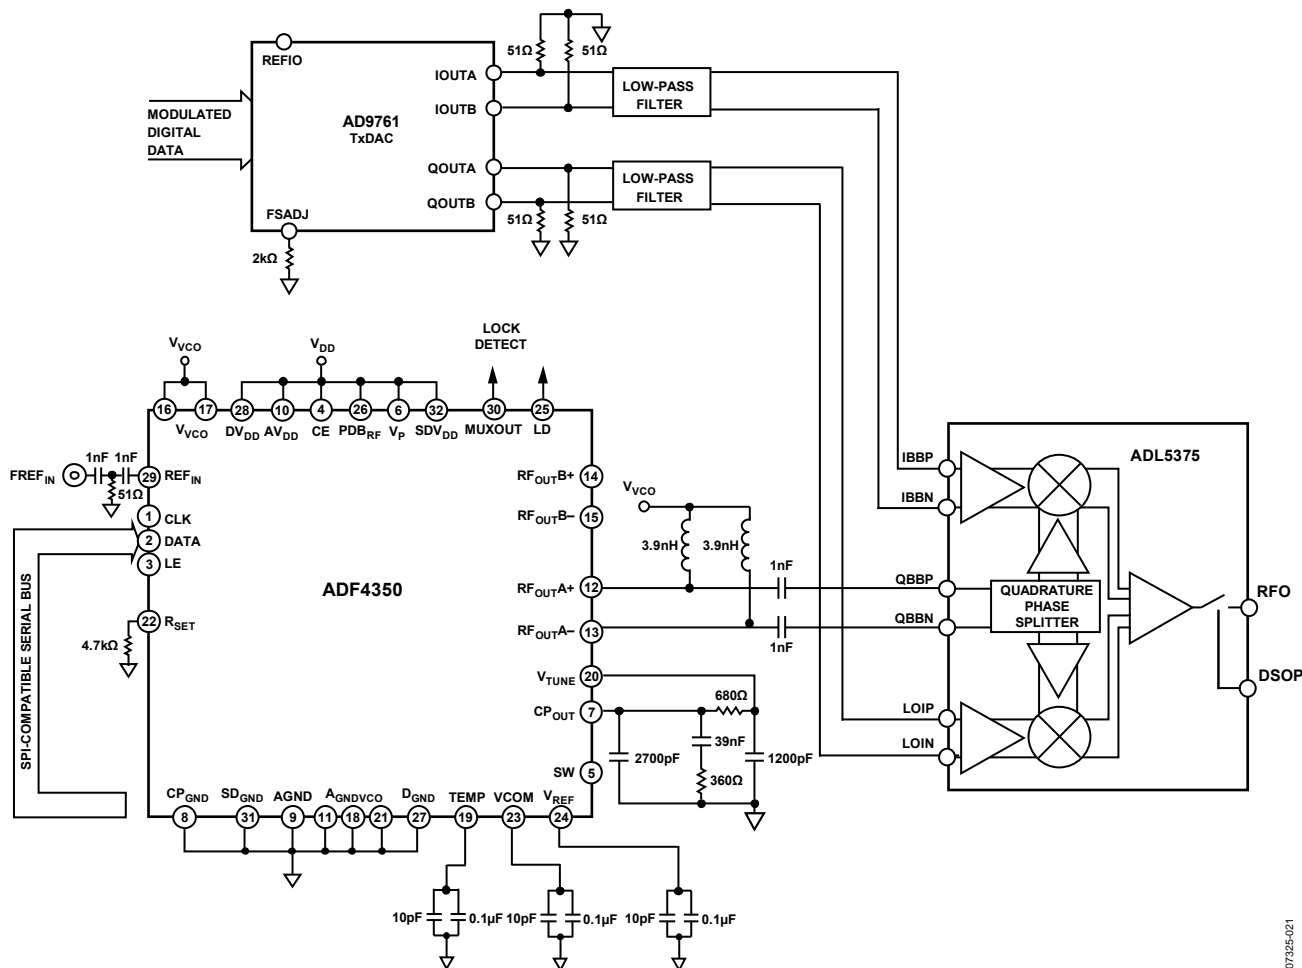 REFIO
MODULATED
DIGITAL
DATA
AD9761
TxDAC
IOUTA
IOUTB
QOUTA
QOUTB
FSADJ
2kΩ
51Ω
51Ω
LOW-PASS
FILTER
LOW-PASS
FILTER
51Ω
51Ω
LOCK
DETECT
VVCO
VDD
16
17
28
10
4
26
6
32
30
25
VVCO
DVDD
AVDD
CE
PDBRF
VP
SDVDD
MUXOUT
LD
1nF
1nF
FREFIN
29
REFIN
51Ω
1
CLK
2
DATA
3
LE
22
RSET
4.7kΩ
SPI-COMPATIBLE SERIAL BUS
ADF4350
RFOUTB+
14
RFOUTB–
15
RFOUTA+
12
RFOUTA–
13
VTUNE
20
CPOUT
7
SW
5
VVCO
3.9nH
3.9nH
1nF
1nF
680Ω
39nF
2700pF
1200pF
360Ω
CPGND
SDGND
AGND
AGNDVCO
DGND
TEMP
VCOM
VREF
8
31
9
11
18
21
27
19
23
24
10pF
0.1µF
10pF
0.1µF
10pF
0.1µF
ADL5375
IBBP
IBBN
QBBP
QBBN
LOIP
LOIN
QUADRATURE
PHASE
SPLITTER
RFO
DSOP
07325-021